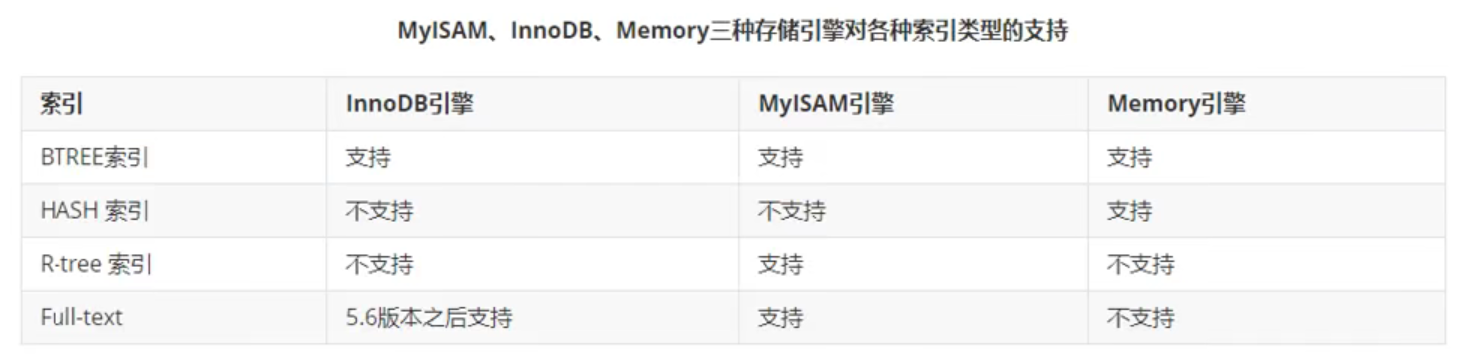 MyISAM、InnoDB、Memory三种存储引擎对各种索引类型的支持
索引 InnoDB引擎 MyISAM引擎 Memory引擎
BTREE索引 支持 支持 支持
HASH 索引 不支持 不支持 支持
R-tree 索引 不支持 支持 不支持
Full-text 5.6版本之后支持 支持 不支持